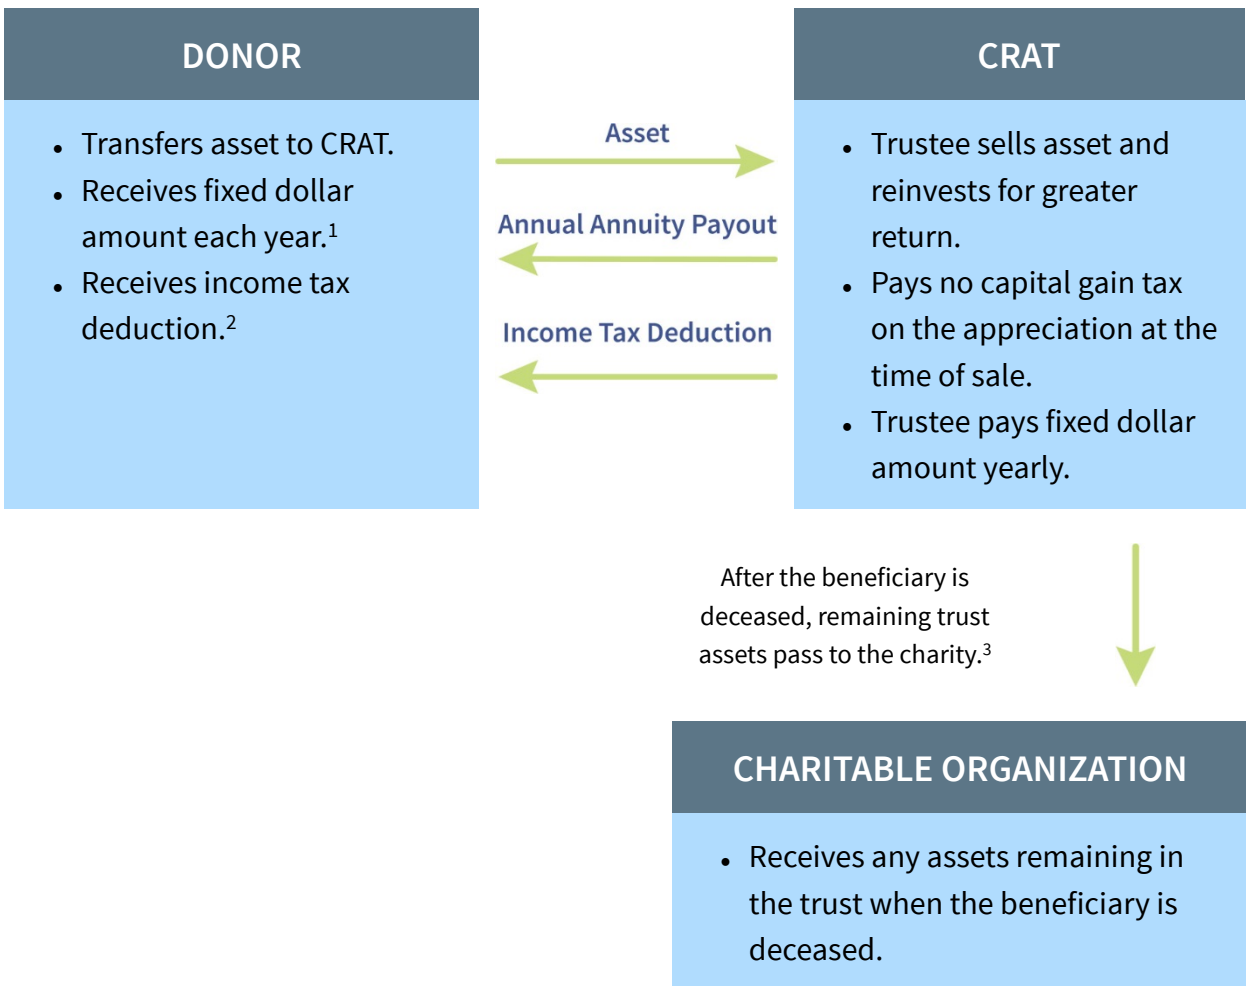 DONOR
• Transfers asset to CRAT.
• Receives fixed dollar
amount each year.¹
• Receives income tax
deduction.²
Asset
Annual Annuity Payout
Income Tax Deduction
CRAT
• Trustee sells asset and
reinvests for greater
return.
• Pays no capital gain tax
on the appreciation at the
time of sale.
• Trustee pays fixed dollar
amount yearly.
After the beneficiary is
deceased, remaining trust
assets pass to the charity.³
CHARITABLE ORGANIZATION
• Receives any assets remaining in
the trust when the beneficiary is
deceased.